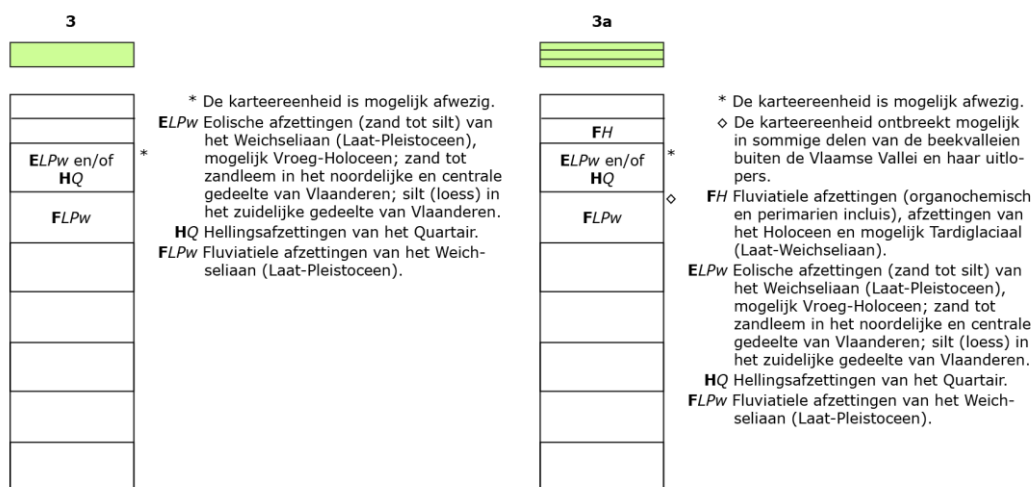 3
ELPw en/of
HQ
*
FLPw
* De karteereenheid is mogelijk afwezig.
ELPw Eolische afzettingen (zand tot silt) van
het Weichseliaan (Laat-Pleistoceen),
mogelijk Vroeg-Holoceen; zand tot
zandleem in het noordelijke en centrale
gedeelte van Vlaanderen; silt (loess) in
het zuidelijke gedeelte van Vlaanderen.
HQ Hellingsafzettingen van het Quartair.
FLPw Fluviatiele afzettingen van het Weich-
seliaan (Laat-Pleistoceen).
3a
FH
ELPw en/of
HQ
*
◇
FLPw
* De karteereenheid is mogelijk afwezig.
◇ De karteereenheid ontbreekt mogelijk
in sommige delen van de beekvalleien
buiten de Vlaamse Vallei en haar uitlo-
pers.
FH Fluviatiele afzettingen (organochemisch
en perimarien incluis), afzettingen van
het Holoceen en mogelijk Tardiglaciaal
(Laat-Weichseliaan).
ELPw Eolische afzettingen (zand tot silt) van
het Weichseliaan (Laat-Pleistoceen),
mogelijk Vroeg-Holoceen; zand tot
zandleem in het noordelijke en centrale
gedeelte van Vlaanderen; silt (loess) in
het zuidelijke gedeelte van Vlaanderen.
HQ Hellingsafzettingen van het Quartair.
FLPw Fluviatiele afzettingen van het Weich-
seliaan (Laat-Pleistoceen).